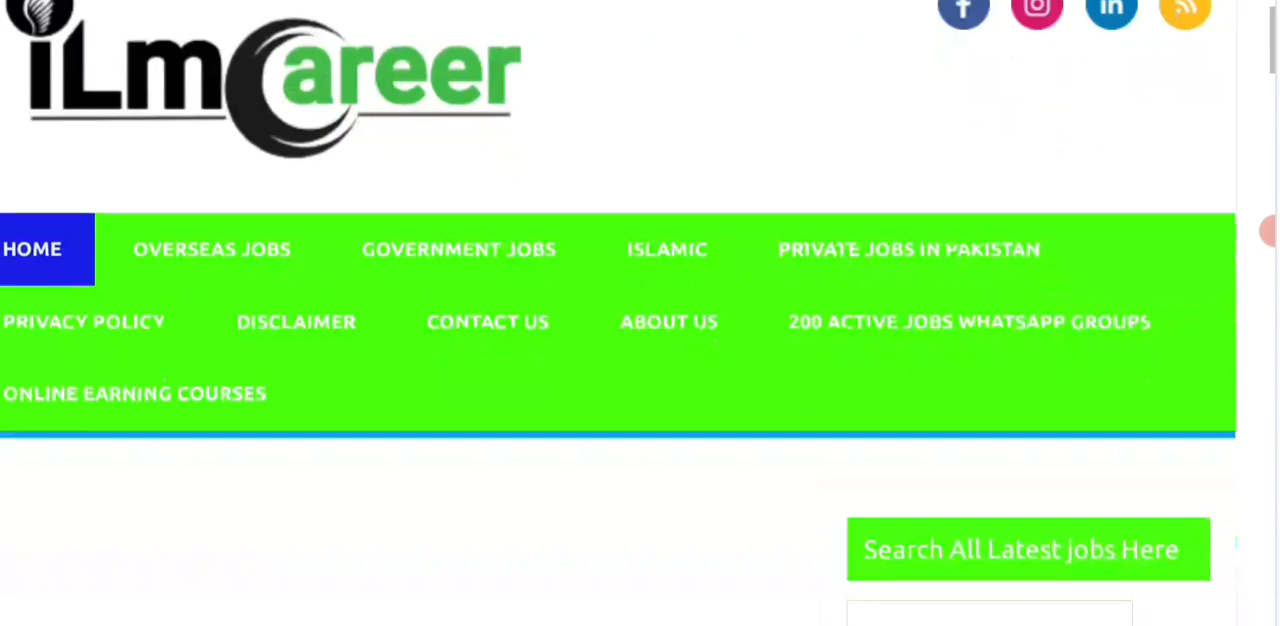 iLmCareer
HOME OVERSEAS JOBS GOVERNMENT JOBS ISLAMIC PRIVATE JOBS IN PAKISTAN
PRIVACY POLICY DISCLAIMER CONTACT US ABOUT US 200 ACTIVE JOBS WHATSAPP GROUPS
ONLINE EARNING COURSES
Search All Latest jobs Here